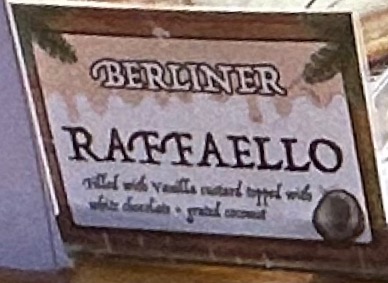 BERLINER
RAFFAELLO
Filled with Vanilla custard topped with
white chocolate + grated coconut